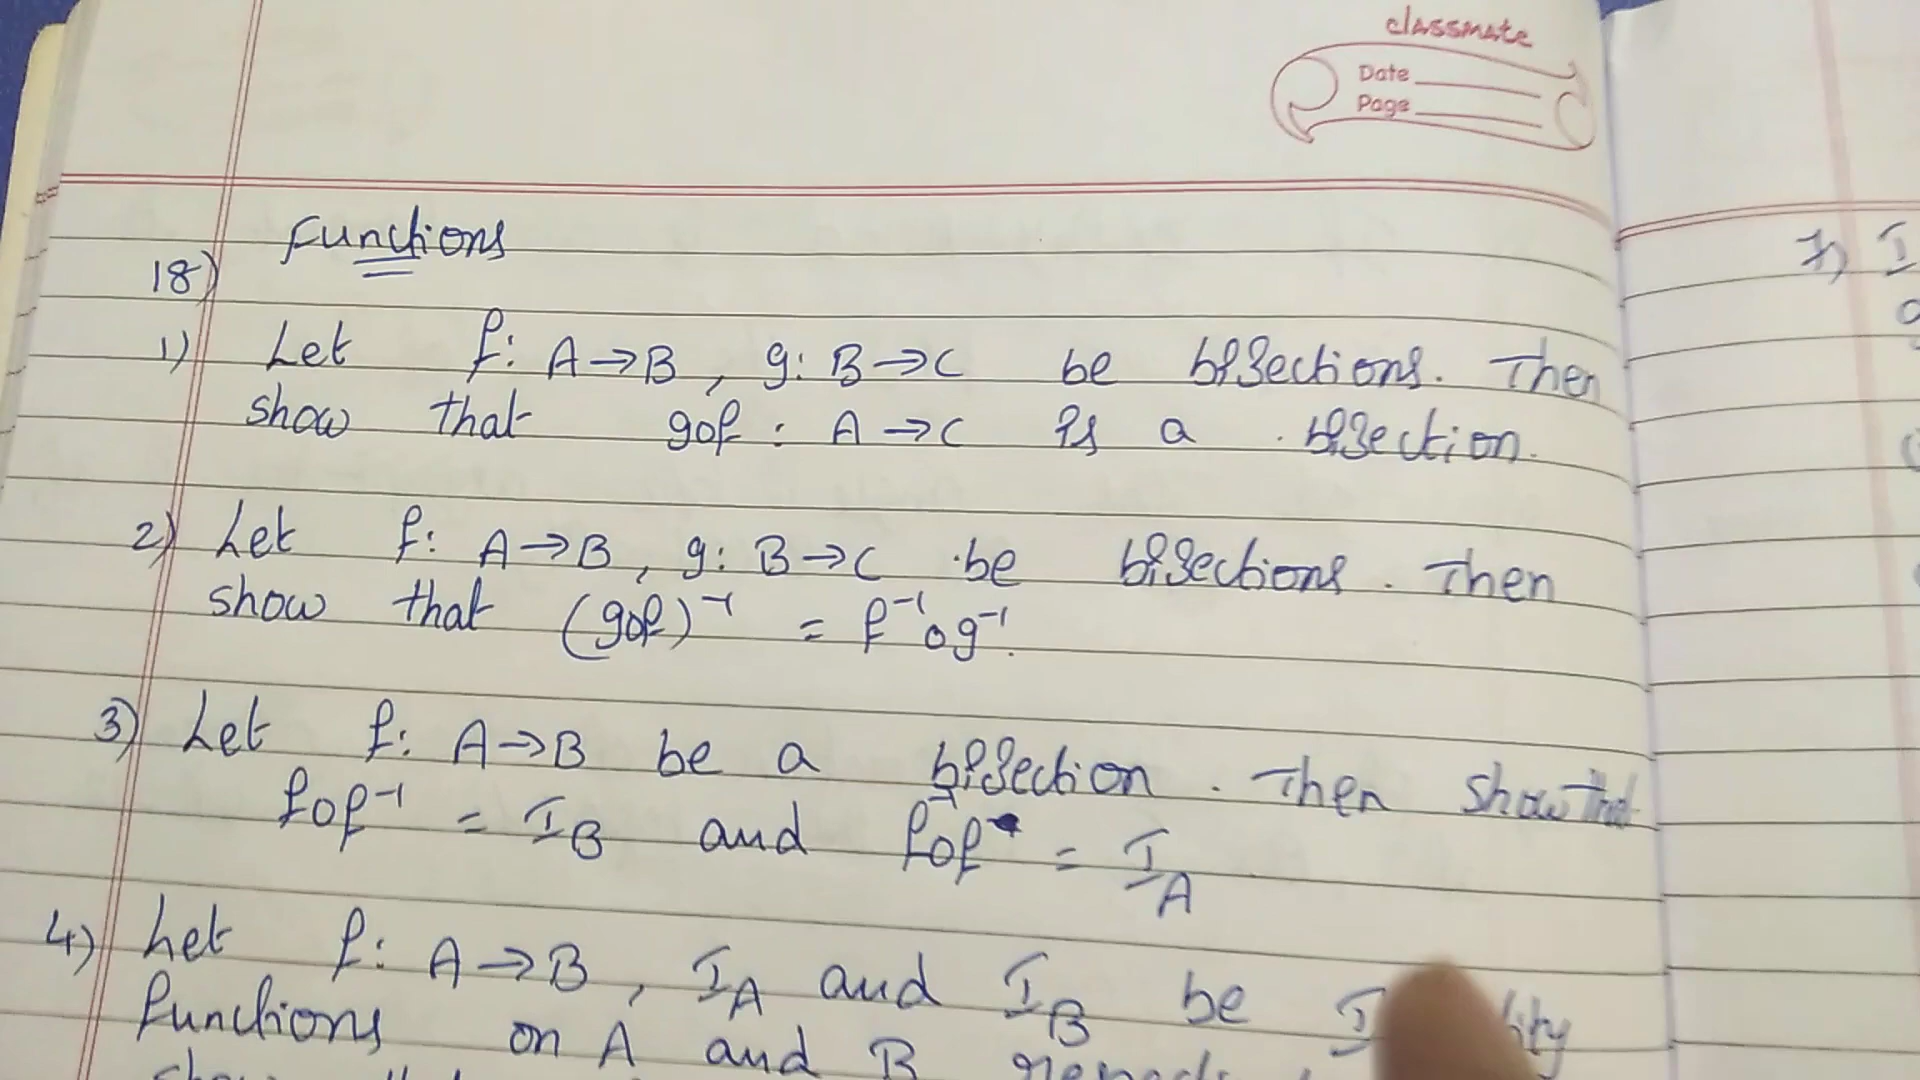 classmate
Date
Page
Functions
18)
1) Let f: A→B, g: B→C be bijections. Then
show that gof : A→C is a bijection.
2) Let f: A→B, g: B→C be bijections. Then
show that (gof)⁻¹ = f⁻¹og⁻¹.
3) Let f: A→B be a bijection. Then show that
fof⁻¹ = I_B and f⁻¹of = I_A
4) Let f: A→B, I_A and I_B be
functions on A and B
7) I